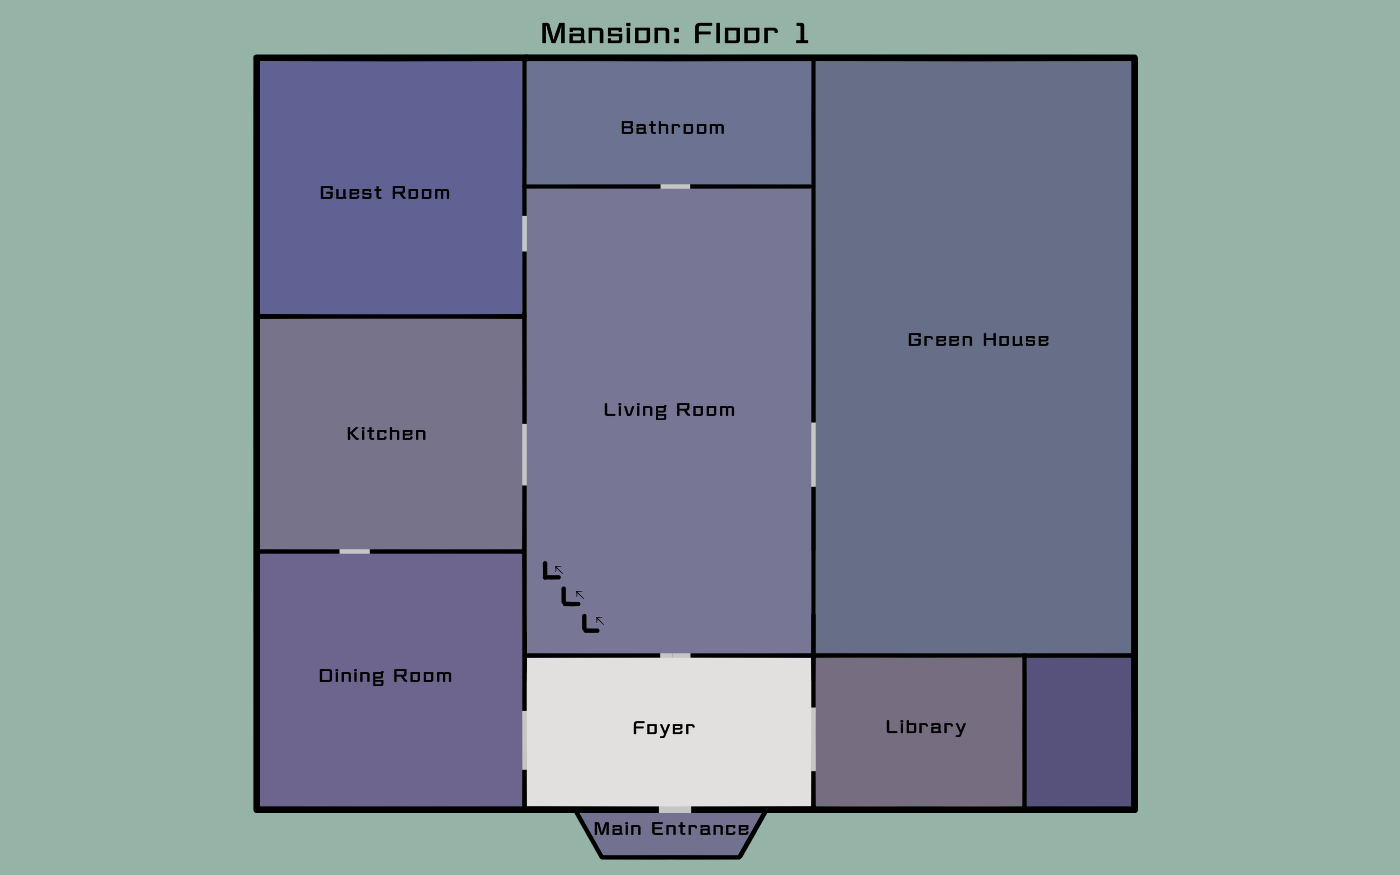 Mansion: Floor 1
Bathroom
Guest Room
Green House
Living Room
Kitchen
Dining Room
Foyer
Library
Main Entrance